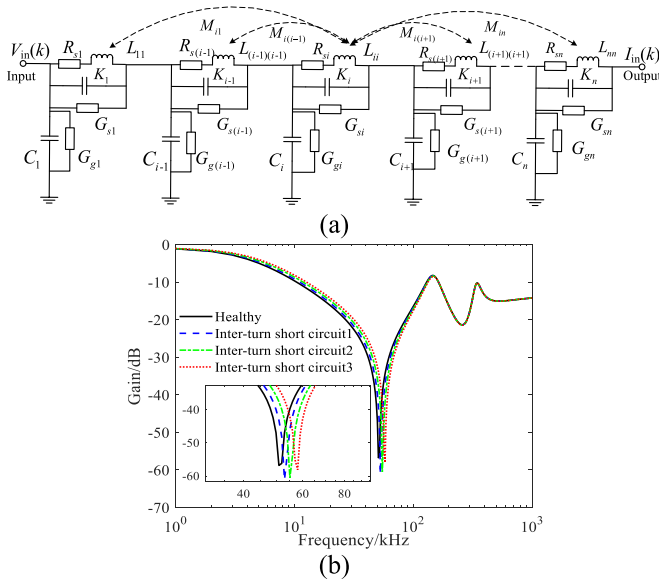 M_{i1} M_{i(i−1)} M_{i(i+1)} M_{in}
V_{in}(k) R_{s1} L_{11} R_{s(i-1)} L_{(i-1)(i-1)} R_{si} L_{ii} R_{s(i+1)} L_{(i+1)(i+1)} R_{sn} L_{nn} I_{in}(k)
Input K_1 K_{i-1} K_i K_{i+1} K_n Output
G_{s1} G_{s(i-1)} G_{si} G_{s(i+1)} G_{sn}
C_1 G_{g1} C_{i-1} G_{g(i-1)} C_i G_{gi} C_{i+1} G_{g(i+1)} C_n G_{gn}
(a)
0
-10
-20
-30
-40
-50
-60
-70
Gain/dB
Healthy
Inter-turn short circuit1
Inter-turn short circuit2
Inter-turn short circuit3
-40
-50
-60
40 60 80
10^0 10^1 10^2 10^3
Frequency/kHz
(b)